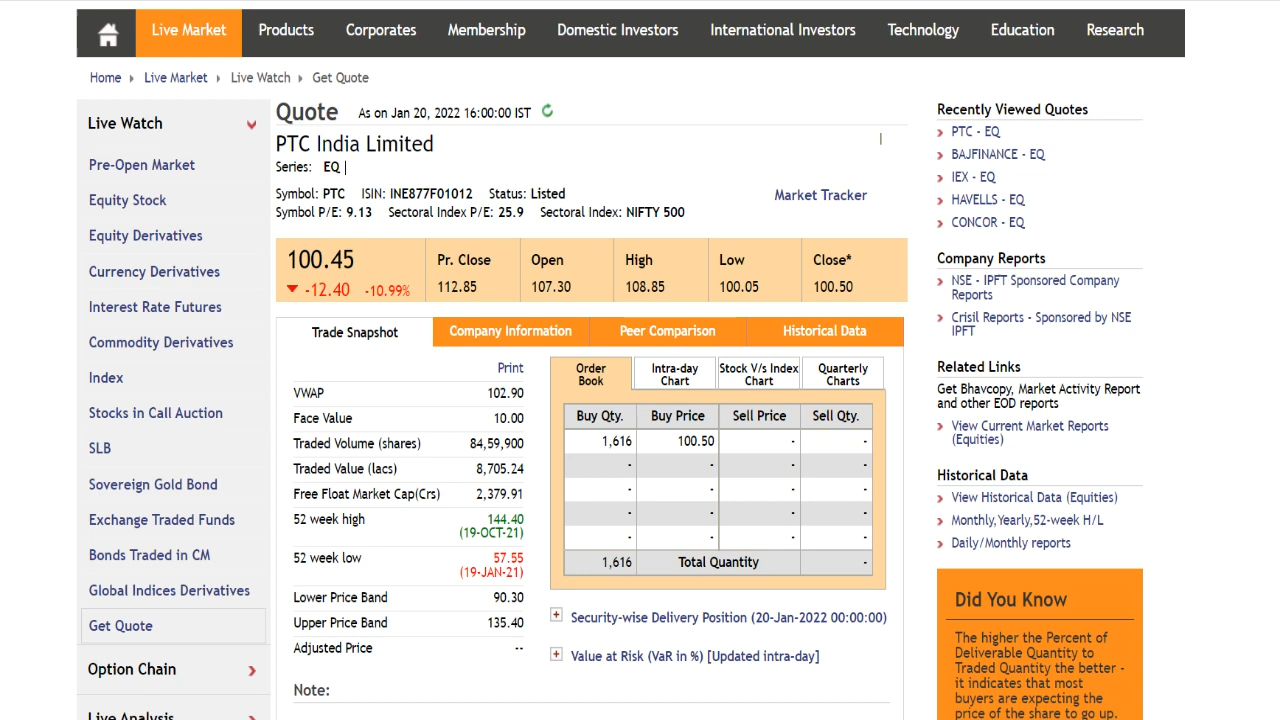 Live Market Products Corporates Membership Domestic Investors International Investors Technology Education Research
Home Live Market Live Watch Get Quote
Live Watch
Pre-Open Market
Equity Stock
Equity Derivatives
Currency Derivatives
Interest Rate Futures
Commodity Derivatives
Index
Stocks in Call Auction
SLB
Sovereign Gold Bond
Exchange Traded Funds
Bonds Traded in CM
Global Indices Derivatives
Get Quote
Option Chain
Live Analysis
Quote As on Jan 20, 2022 16:00:00 IST
PTC India Limited |
Series: EQ |
Symbol: PTC ISIN: INE877F01012 Status: Listed
Market Tracker
Symbol P/E: 9.13 Sectoral Index P/E: 25.9 Sectoral Index: NIFTY 500
100.45 Pr. Close Open High Low Close*
-12.40 -10.99% 112.85 107.30 108.85 100.05 100.50
Trade Snapshot Company Information Peer Comparison Historical Data
Print
VWAP 102.90
Face Value 10.00
Traded Volume (shares) 84,59,900
Traded Value (lacs) 8,705.24
Free Float Market Cap(Crs) 2,379.91
52 week high 144.40
(19-OCT-21)
52 week low 57.55
(19-JAN-21)
Lower Price Band 90.30
Upper Price Band 135.40
Adjusted Price --
Note:
Order Book
Intra-day Chart
Stock V/s Index Chart
Quarterly Charts
Buy Qty. Buy Price Sell Price Sell Qty.
1,616 100.50 - -
- - - -
- - - -
- - - -
- - - -
1,616 Total Quantity -
+ Security-wise Delivery Position (20-Jan-2022 00:00:00)
+ Value at Risk (VaR in %) [Updated intra-day]
Recently Viewed Quotes
PTC - EQ
BAJFINANCE - EQ
IEX - EQ
HAVELLS - EQ
CONCOR - EQ
Company Reports
NSE - IPFT Sponsored Company
Reports
Crisil Reports - Sponsored by NSE
IPFT
Related Links
Get Bhavcopy, Market Activity Report
and other EOD reports
View Current Market Reports
(Equities)
Historical Data
View Historical Data (Equities)
Monthly,Yearly,52-week H/L
Daily/Monthly reports
Did You Know
The higher the Percent of
Deliverable Quantity to
Traded Quantity the better -
it indicates that most
buyers are expecting the
price of the share to go up.